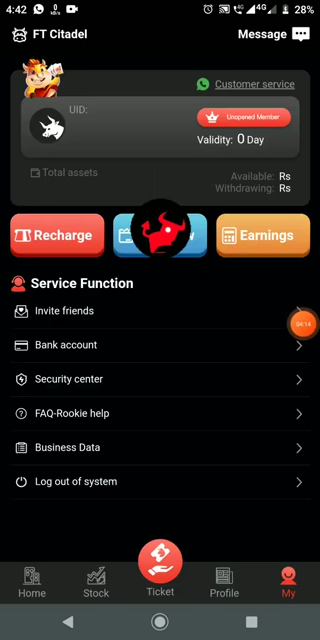 4:42
4G
28%
FT Citadel
Message
Customer service
UID:
Unopened Member
Validity: 0 Day
Total assets
Available: Rs
Withdrawing: Rs
Recharge
Earnings
Service Function
Invite friends
04:14
Bank account
Security center
FAQ-Rookie help
Business Data
Log out of system
Home
Stock
Ticket
Profile
My